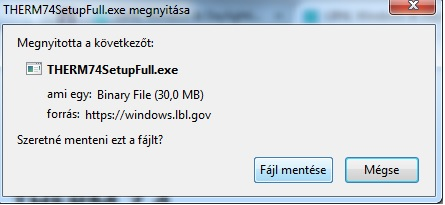 THERM74SetupFull.exe megnyitása
Megnyitotta a következőt:
THERM74SetupFull.exe
ami egy: Binary File (30,0 MB)
forrás: https://windows.lbl.gov
Szeretné menteni ezt a fájlt?
Fájl mentése Mégse